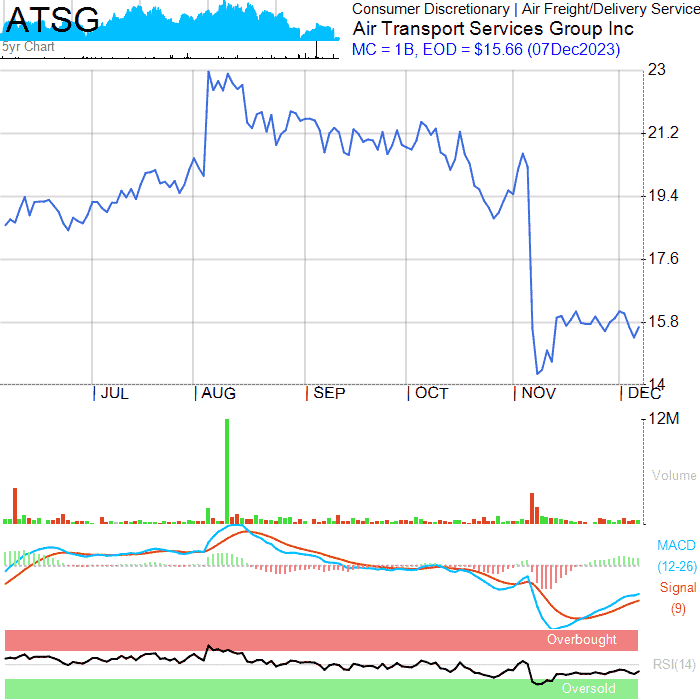 ATSG
5yr Chart
Consumer Discretionary | Air Freight/Delivery Service
Air Transport Services Group Inc
MC = 1B, EOD = $15.66 (07Dec2023)
23
21.2
19.4
17.6
15.8
14
JUL AUG SEP OCT NOV DEC
12M
Volume
MACD
(12-26)
Signal
(9)
Overbought
RSI(14)
Oversold